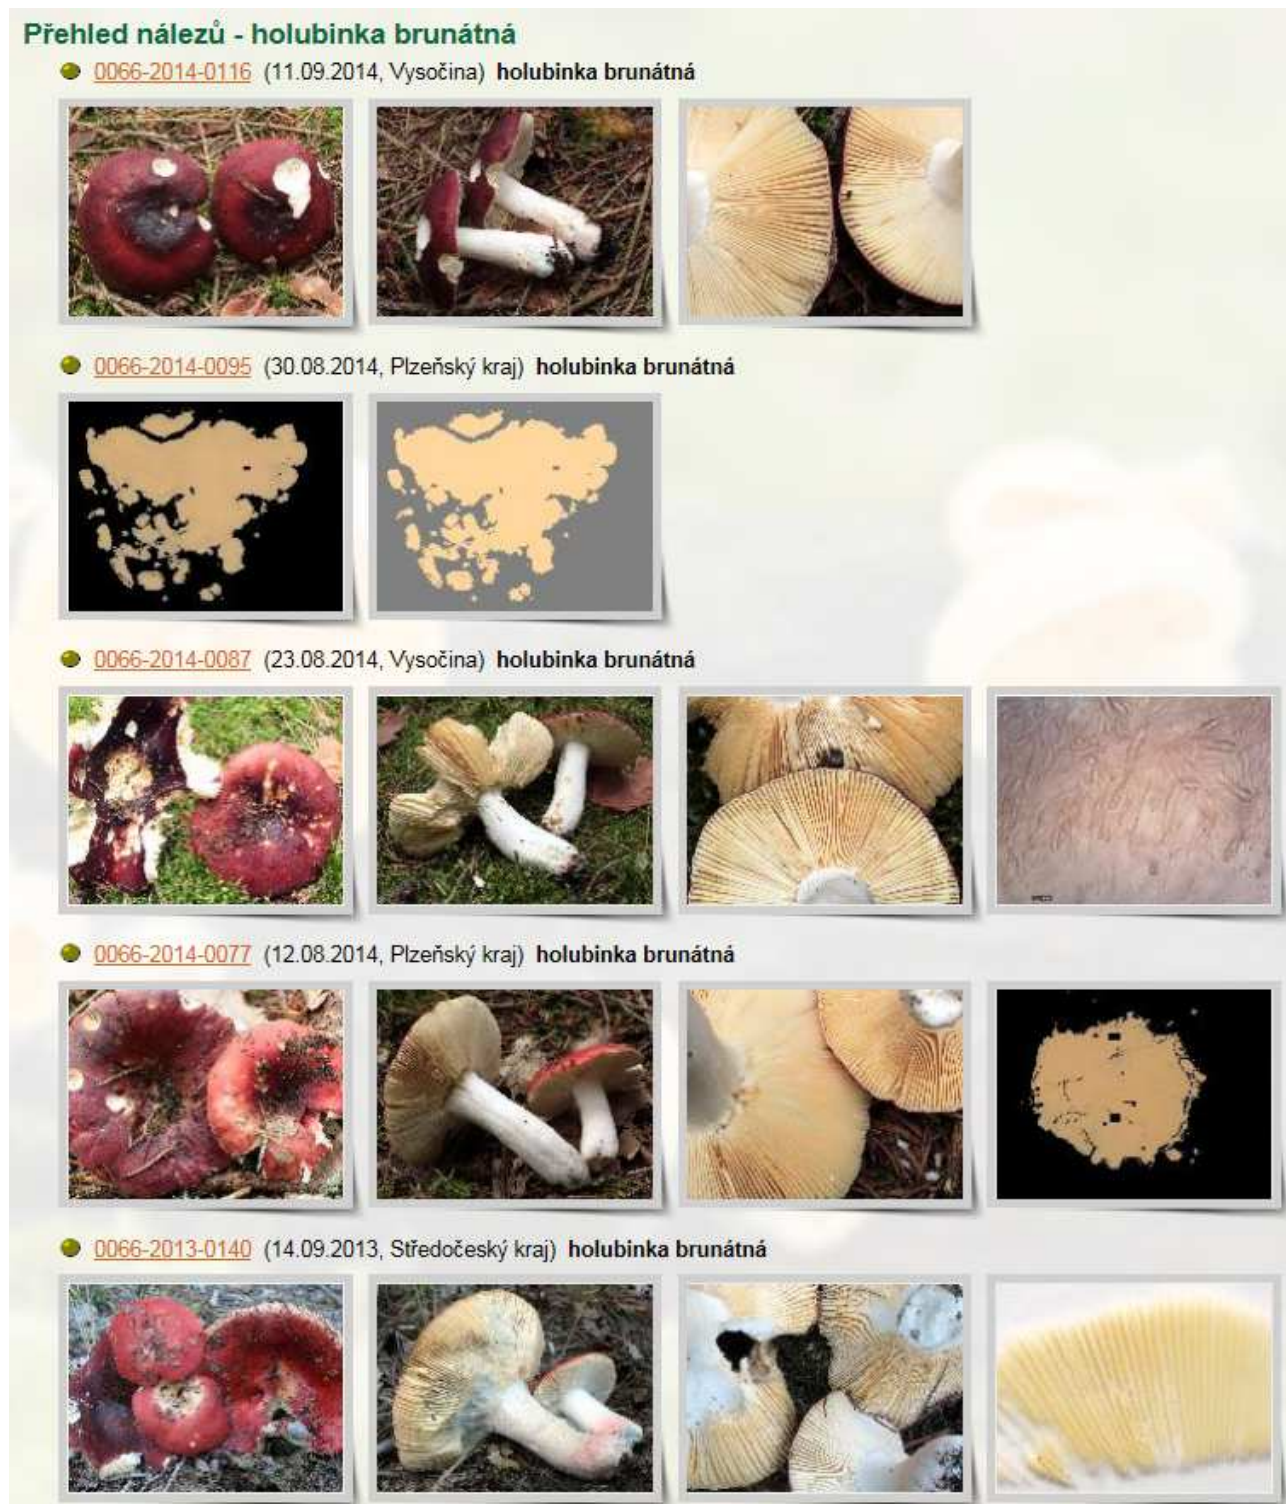 Přehled nálezů - holubinka brunátná
0066-2014-0116 (11.09.2014, Vysočina) holubinka brunátná
0066-2014-0095 (30.08.2014, Plzeňský kraj) holubinka brunátná
0066-2014-0087 (23.08.2014, Vysočina) holubinka brunátná
0066-2014-0077 (12.08.2014, Plzeňský kraj) holubinka brunátná
0066-2013-0140 (14.09.2013, Středočeský kraj) holubinka brunátná